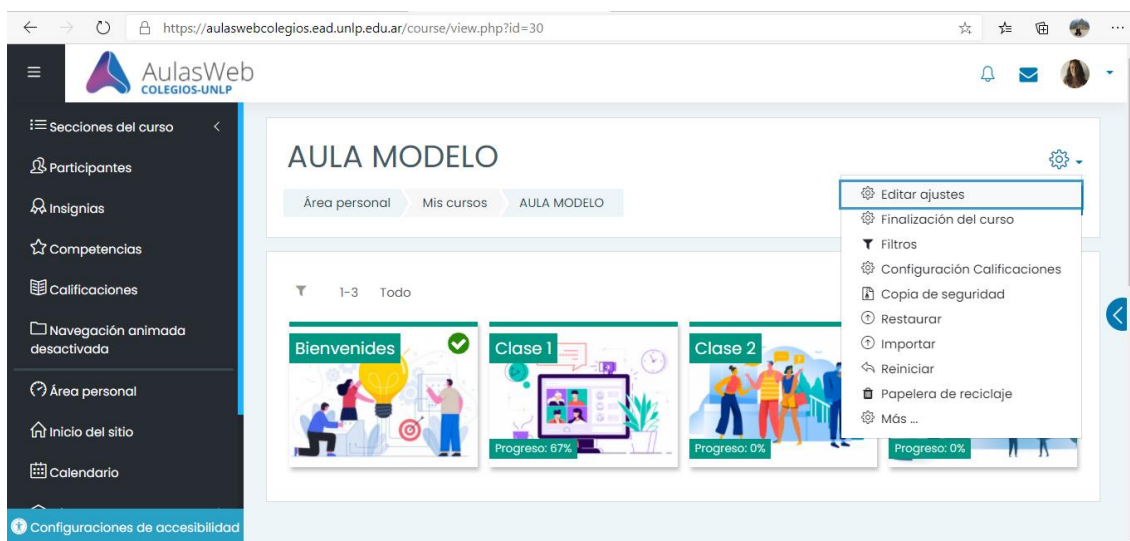 https://aulaswebcolegios.ead.unlp.edu.ar/course/view.php?id=30
AulasWeb
COLEGIOS-UNLP
Secciones del curso
Participantes
Insignias
Competencias
Calificaciones
Navegación animada
desactivada
Área personal
Inicio del sitio
Calendario
Configuraciones de accesibilidad
AULA MODELO
Área personal
Mis cursos
AULA MODELO
Editar ajustes
Finalización del curso
Filtros
Configuración Calificaciones
Copia de seguridad
Restaurar
Importar
Reiniciar
Papelera de reciclaje
Más ...
1-3 Todo
Bienvenides
Clase 1
Progreso: 67%
Clase 2
Progreso: 0%
Progreso: 0%